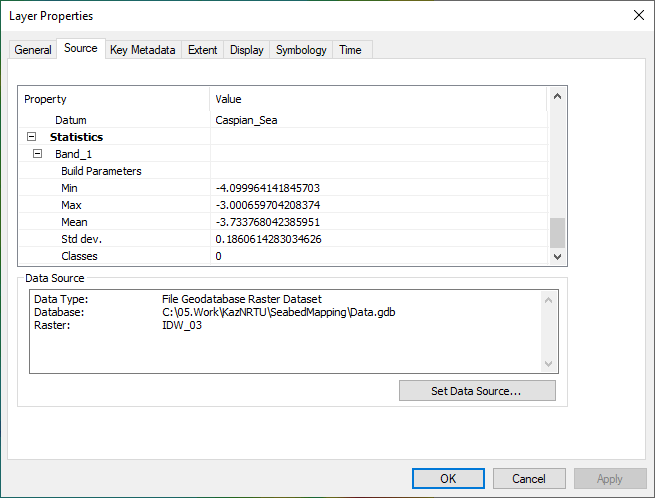 Layer Properties
General Source Key Metadata Extent Display Symbology Time
Property Value
Datum Caspian_Sea
Statistics
Band_1
Build Parameters
Min -4.099964141845703
Max -3.000659704208374
Mean -3.733768042385951
Std dev. 0.1860614283034626
Classes 0
Data Source
Data Type: File Geodatabase Raster Dataset
Database: C:\05.Work\KazNRTU\SeabedMapping\Data.gdb
Raster: IDW_03
Set Data Source...
OK Cancel Apply